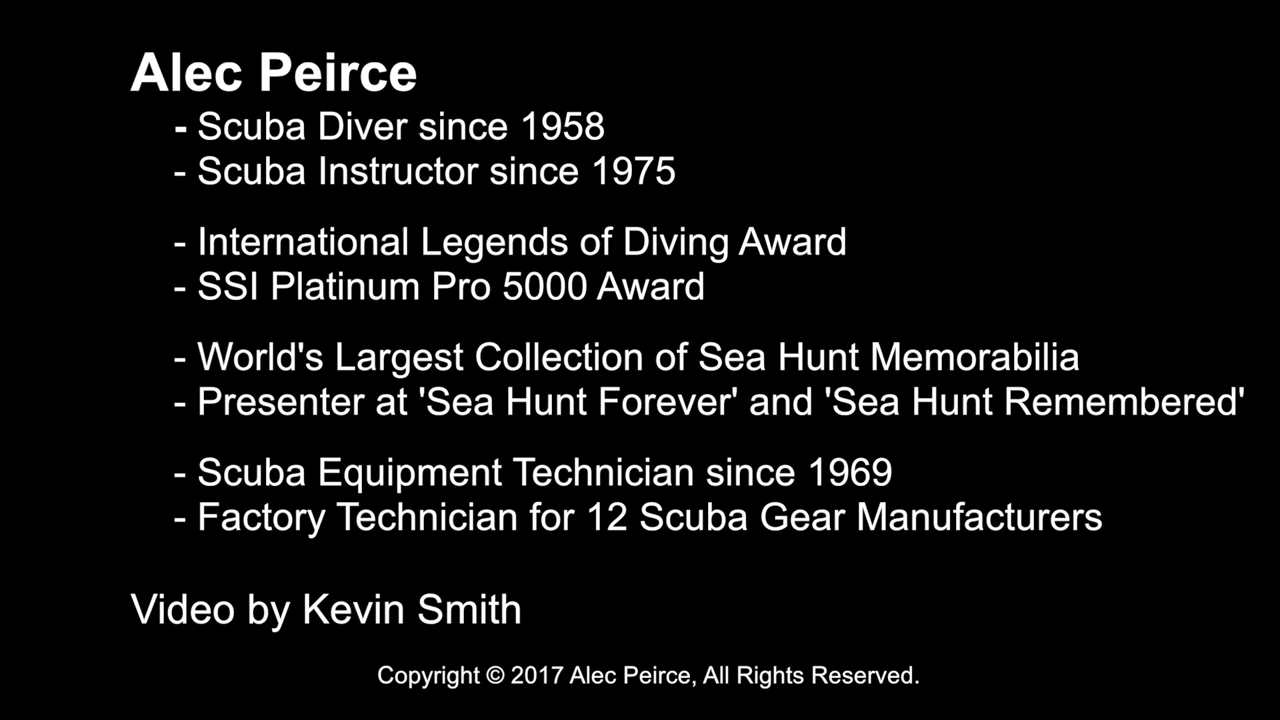 Alec Peirce
- Scuba Diver since 1958
- Scuba Instructor since 1975
- International Legends of Diving Award
- SSI Platinum Pro 5000 Award
- World's Largest Collection of Sea Hunt Memorabilia
- Presenter at 'Sea Hunt Forever' and 'Sea Hunt Remembered'
- Scuba Equipment Technician since 1969
- Factory Technician for 12 Scuba Gear Manufacturers
Video by Kevin Smith
Copyright © 2017 Alec Peirce, All Rights Reserved.